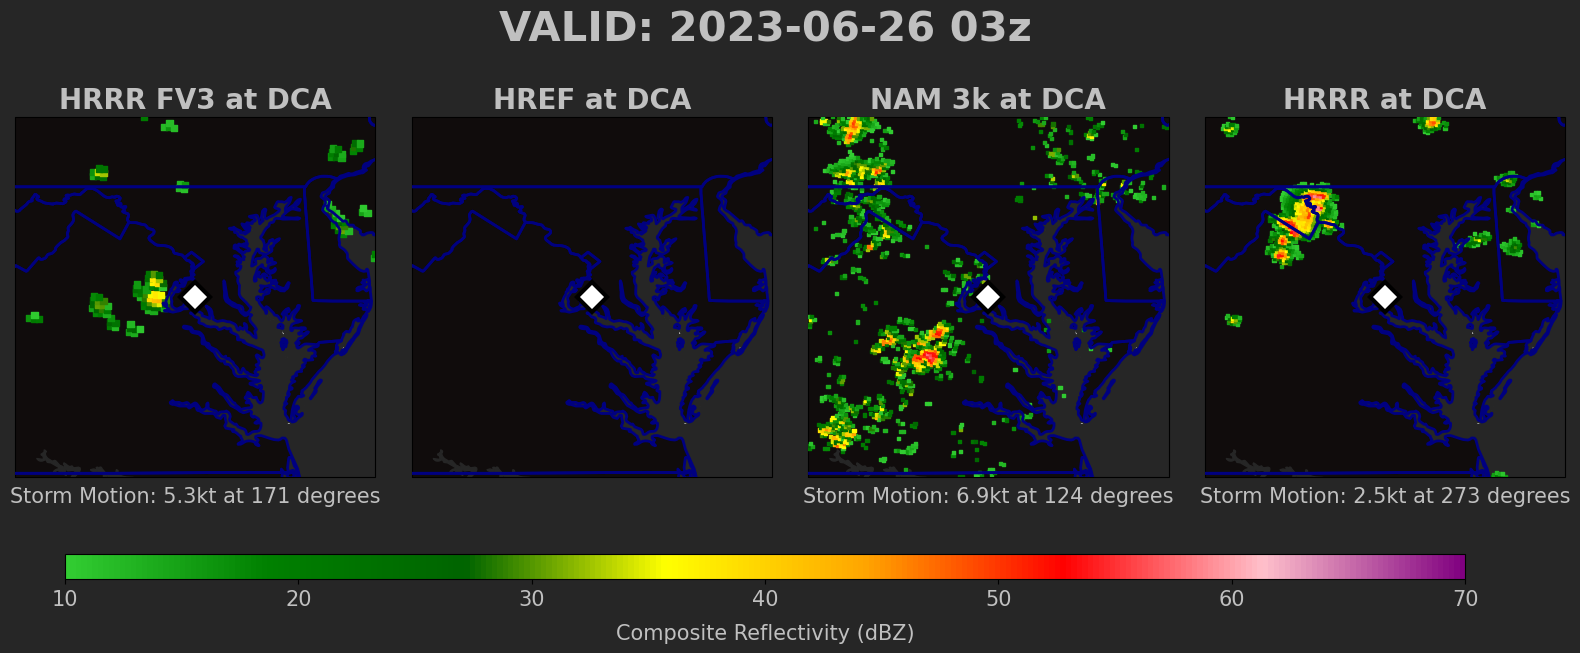 VALID: 2023-06-26 03z
HRRR FV3 at DCA
HREF at DCA
NAM 3k at DCA
HRRR at DCA
Storm Motion: 5.3kt at 171 degrees
Storm Motion: 6.9kt at 124 degrees
Storm Motion: 2.5kt at 273 degrees
10 20 30 40 50 60 70
Composite Reflectivity (dBZ)